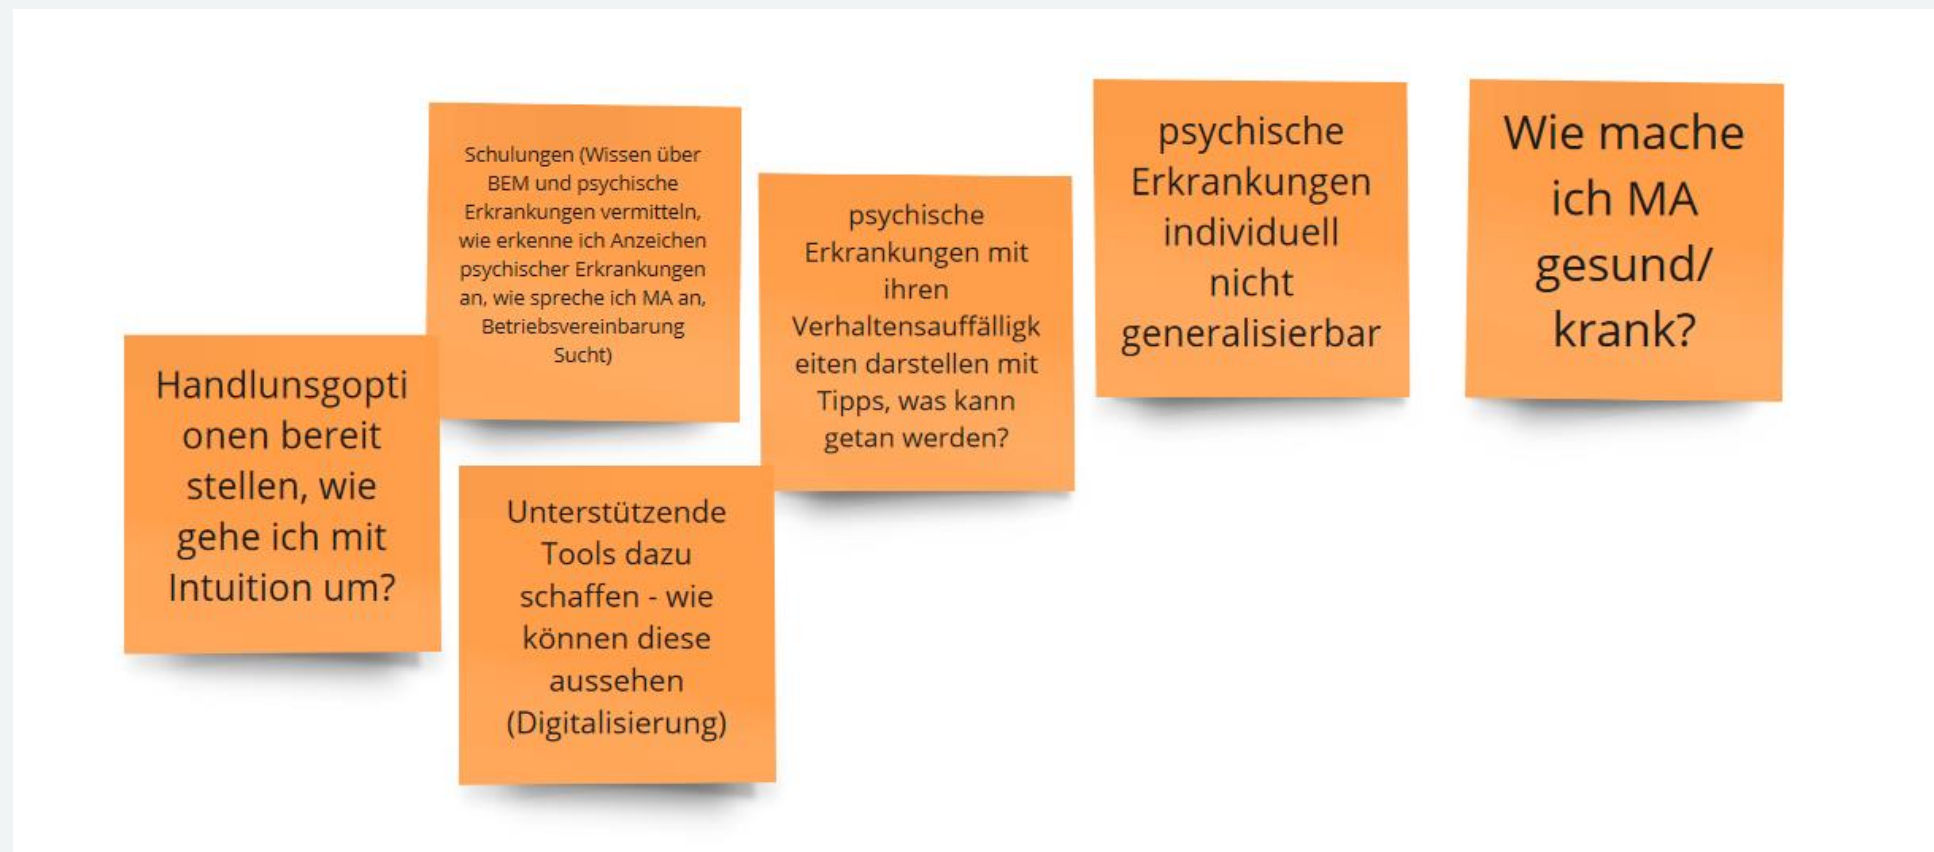 Schulungen (Wissen über
BEM und psychische
Erkrankungen vermitteln,
wie erkenne ich Anzeichen
psychischer Erkrankungen
an, wie spreche ich MA an,
Betriebsvereinbarung
Sucht)
psychische
Erkrankungen mit
ihren
Verhaltensauffälligk
eiten darstellen mit
Tipps, was kann
getan werden?
psychische
Erkrankungen
individuell
nicht
generalisierbar
Wie mache
ich MA
gesund/
krank?
Handlunsgopti
onen bereit
stellen, wie
gehe ich mit
Intuition um?
Unterstützende
Tools dazu
schaffen - wie
können diese
aussehen
(Digitalisierung)